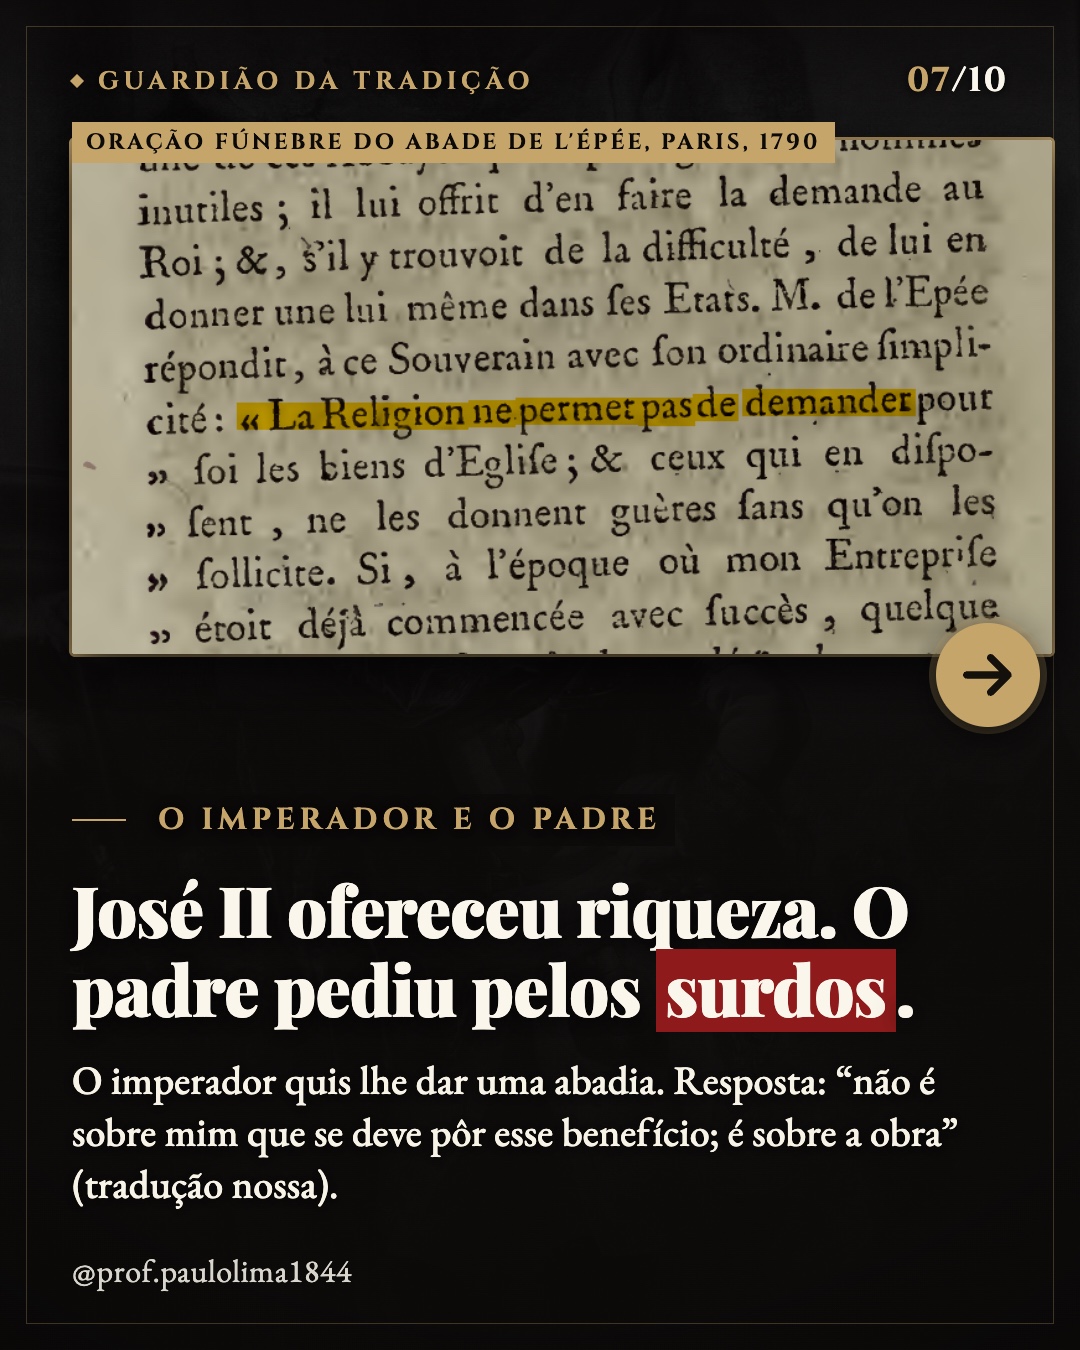 ◆ GUARDIÃO DA TRADIÇÃO
07/10
ORAÇÃO FÚNEBRE DO ABADE DE L'ÉPÉE, PARIS, 1790
inutiles ; il lui offrit d'en faire la demande au
Roi ; &, s'il y trouvoit de la difficulté , de lui en
donner une lui même dans ſes Etats. M. de l'Epée
répondit, à ce Souverain avec ſon ordinaire ſimpli-
cité : « La Religion ne permet pas de demander pour
» ſoi les biens d'Egliſe ; & ceux qui en diſpo-
» ſent , ne les donnent guères ſans qu'on les
» ſollicite. Si , à l'époque où mon Entrepriſe
» étoit déjà commencée avec ſuccès , quelque
O IMPERADOR E O PADRE
José II ofereceu riqueza. O
padre pediu pelos surdos.
O imperador quis lhe dar uma abadia. Resposta: “não é
sobre mim que se deve pôr esse benefício; é sobre a obra”
(tradução nossa).
@prof.paulolima1844